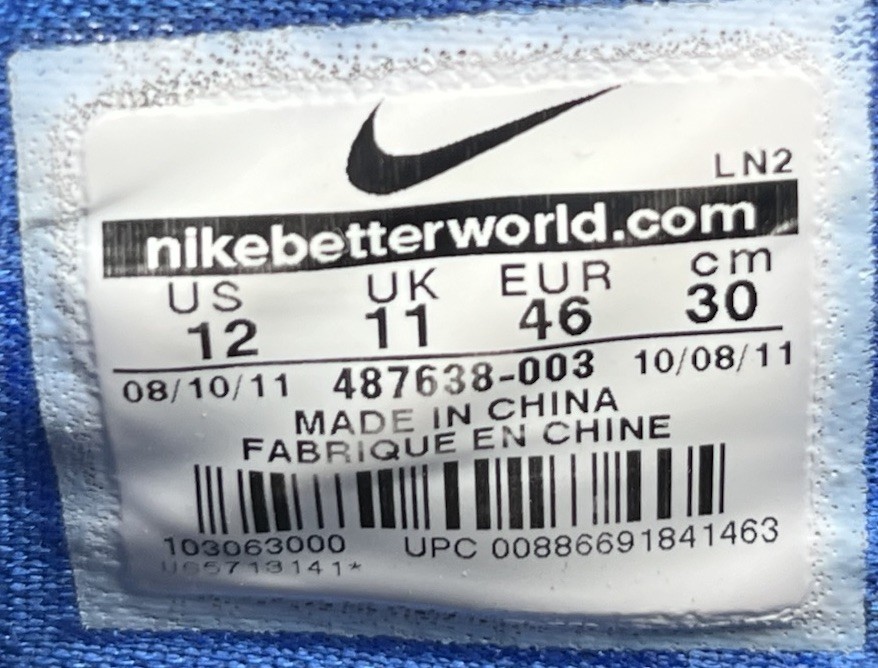 LN2
nikebetterworld.com
US UK EUR cm
12 11 46 30
08/10/11 487638-003 10/08/11
MADE IN CHINA
FABRIQUE EN CHINE
103063000 UPC 00886691841463